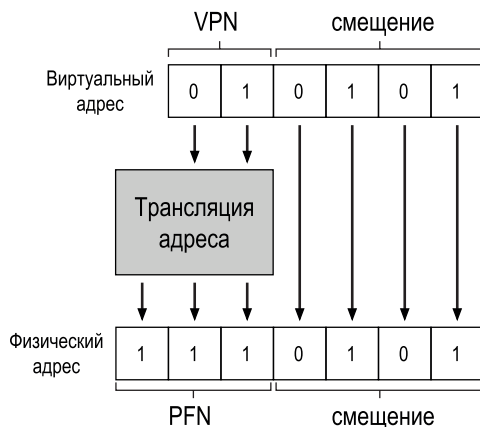 VPN смещение
Виртуальный адрес 0 1 0 1 0 1
Трансляция
адреса
Физический адрес 1 1 1 0 1 0 1
PFN смещение